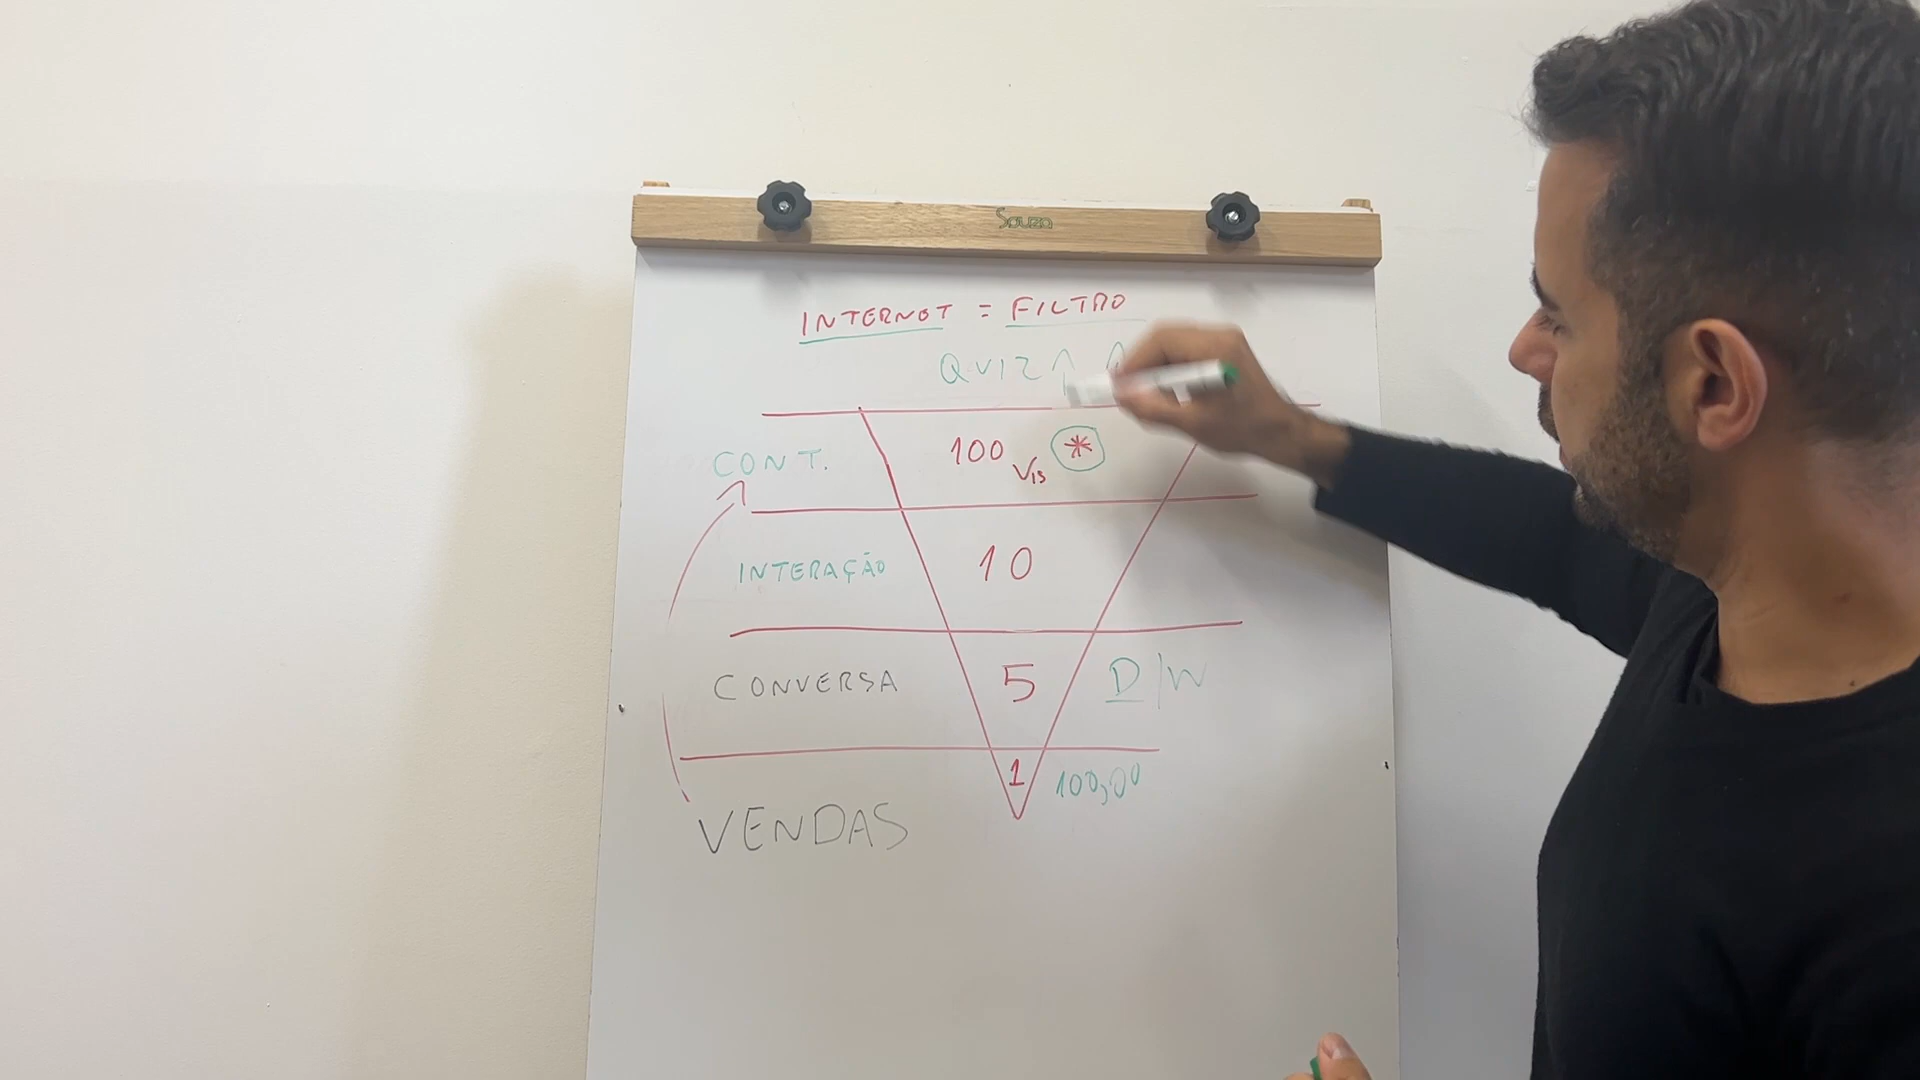 Souza
INTERNET = FILTRO
QUIZ ↑
CONT. 100 Vis *
INTERAÇÃO 10
CONVERSA 5 D/W
1 100,00
VENDAS